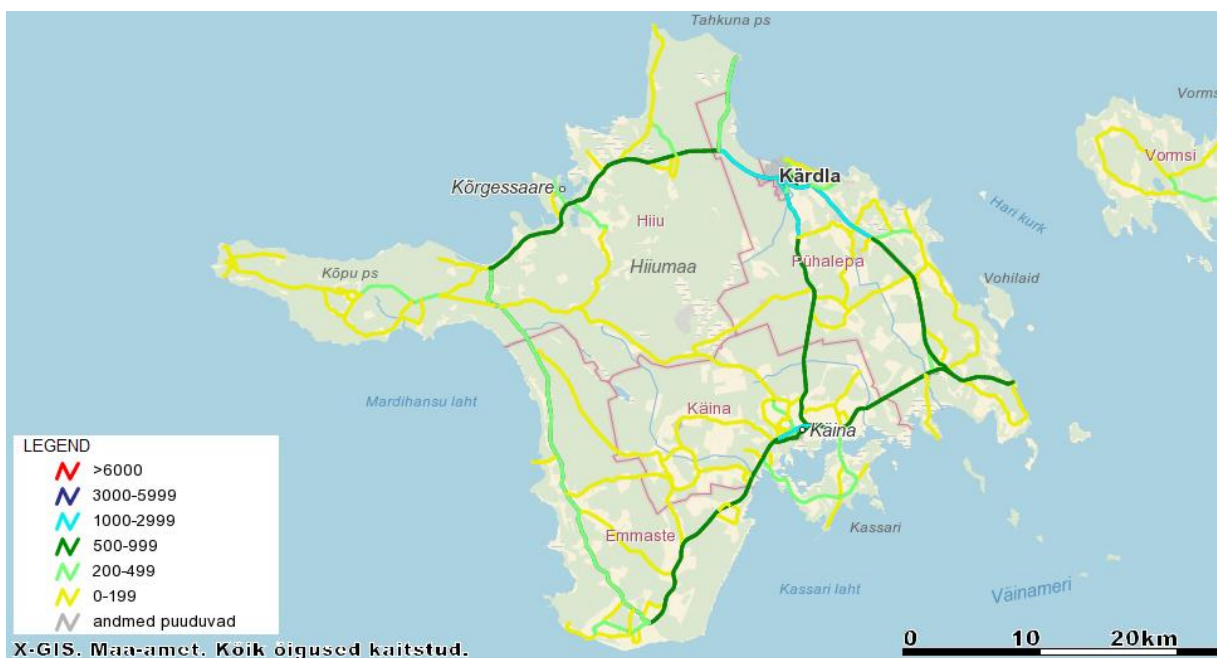 Tahkuna ps
Vorms
Vormsi
Kärdla
Kõrgessaare
Hari kurk
Hiiu
Hiiumaa
Pühalepa
Kõpu ps
Vohilaid
Mardihansu laht
Käina
Käina
Kassari
Emmaste
Kassari laht
Väinameri
LEGEND
>6000
3000-5999
1000-2999
500-999
200-499
0-199
andmed puuduvad
X-GIS. Maa-amet. Kõik õigused kaitstud.
0 10 20km